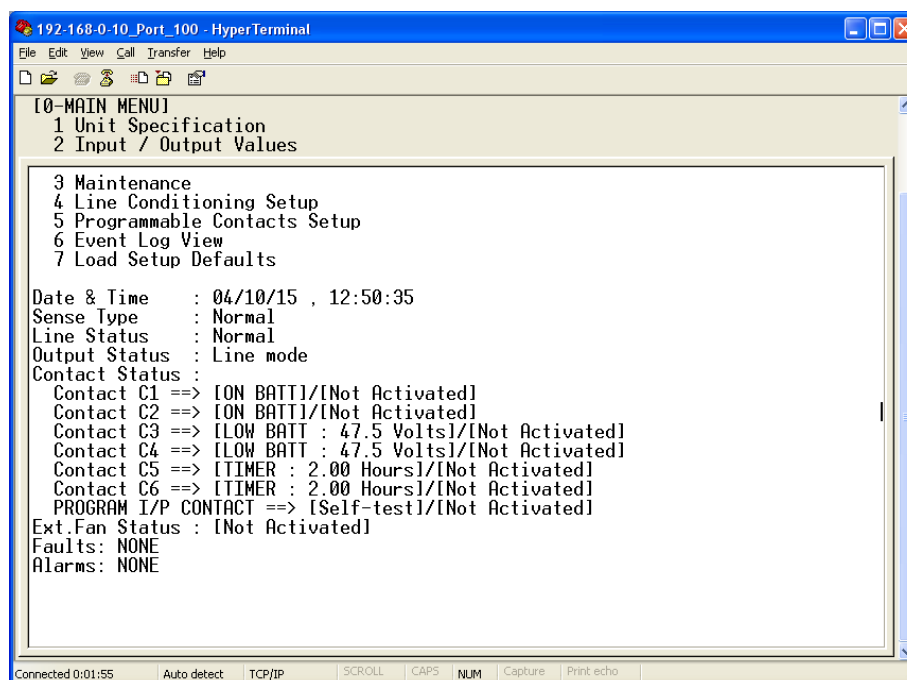 192-168-0-10_Port_100 - HyperTerminal
File Edit View Call Transfer Help
[0-MAIN MENU]
1 Unit Specification
2 Input / Output Values
3 Maintenance
4 Line Conditioning Setup
5 Programmable Contacts Setup
6 Event Log View
7 Load Setup Defaults
Date & Time : 04/10/15 , 12:50:35
Sense Type : Normal
Line Status : Normal
Output Status : Line mode
Contact Status :
Contact C1 ==> [ON BATT]/[Not Activated]
Contact C2 ==> [ON BATT]/[Not Activated]
Contact C3 ==> [LOW BATT : 47.5 Volts]/[Not Activated]
Contact C4 ==> [LOW BATT : 47.5 Volts]/[Not Activated]
Contact C5 ==> [TIMER : 2.00 Hours]/[Not Activated]
Contact C6 ==> [TIMER : 2.00 Hours]/[Not Activated]
PROGRAM I/P CONTACT ==> [Self-test]/[Not Activated]
Ext.Fan Status : [Not Activated]
Faults: NONE
Alarms: NONE
Connected 0:01:55 Auto detect TCP/IP SCROLL CAPS NUM Capture Print echo